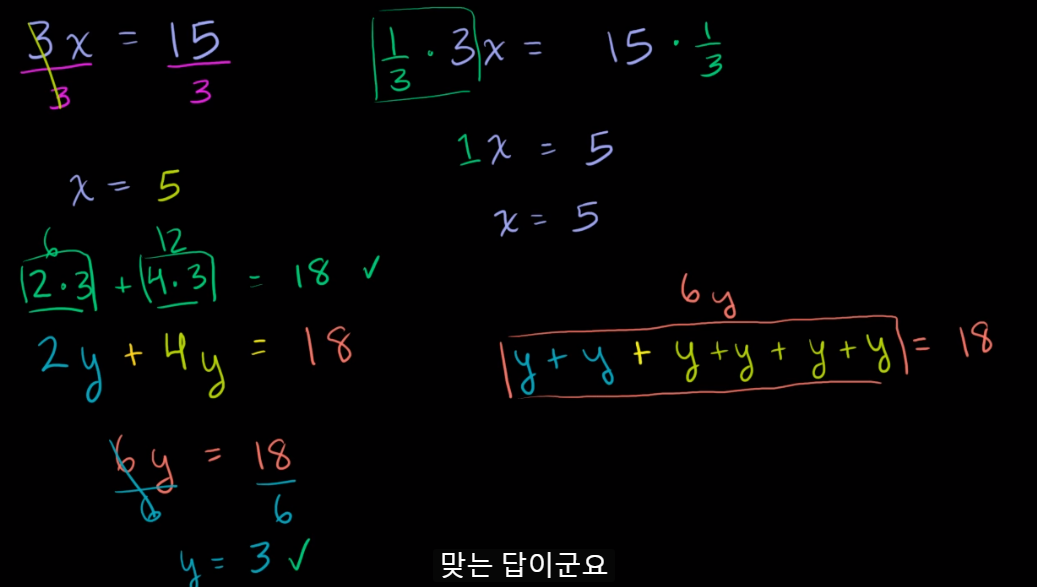 3x = 15
3 3
x = 5
1/3 · 3x = 15 · 1/3
1x = 5
x = 5
6 12
2·3 + 4·3 = 18 ✓
2y + 4y = 18
6y = 18
6 6
y = 3 ✓
6y
y + y + y + y + y + y = 18
맞는 답이군요